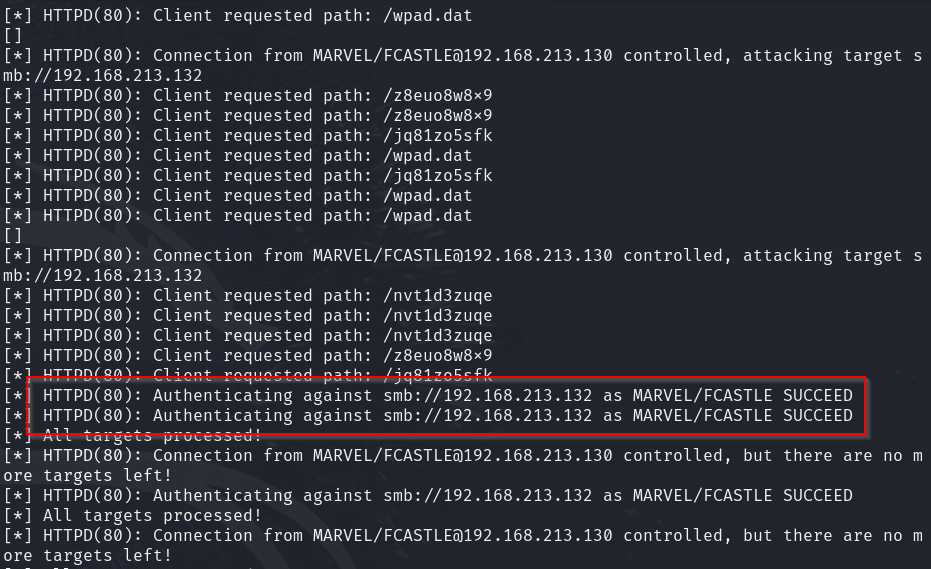 [*] HTTPD(80): Client requested path: /wpad.dat
[]
[*] HTTPD(80): Connection from MARVEL/FCASTLE@192.168.213.130 controlled, attacking target s
mb://192.168.213.132
[*] HTTPD(80): Client requested path: /z8euo8w8×9
[*] HTTPD(80): Client requested path: /z8euo8w8×9
[*] HTTPD(80): Client requested path: /jq81zo5sfk
[*] HTTPD(80): Client requested path: /wpad.dat
[*] HTTPD(80): Client requested path: /jq81zo5sfk
[*] HTTPD(80): Client requested path: /wpad.dat
[*] HTTPD(80): Client requested path: /wpad.dat
[]
[*] HTTPD(80): Connection from MARVEL/FCASTLE@192.168.213.130 controlled, attacking target s
mb://192.168.213.132
[*] HTTPD(80): Client requested path: /nvt1d3zuqe
[*] HTTPD(80): Client requested path: /nvt1d3zuqe
[*] HTTPD(80): Client requested path: /nvt1d3zuqe
[*] HTTPD(80): Client requested path: /z8euo8w8×9
[*] HTTPD(80): Client requested path: /jq81zo5sfk
[*] HTTPD(80): Authenticating against smb://192.168.213.132 as MARVEL/FCASTLE SUCCEED
[*] HTTPD(80): Authenticating against smb://192.168.213.132 as MARVEL/FCASTLE SUCCEED
[*] All targets processed!
[*] HTTPD(80): Connection from MARVEL/FCASTLE@192.168.213.130 controlled, but there are no m
ore targets left!
[*] HTTPD(80): Authenticating against smb://192.168.213.132 as MARVEL/FCASTLE SUCCEED
[*] All targets processed!
[*] HTTPD(80): Connection from MARVEL/FCASTLE@192.168.213.130 controlled, but there are no m
ore targets left!